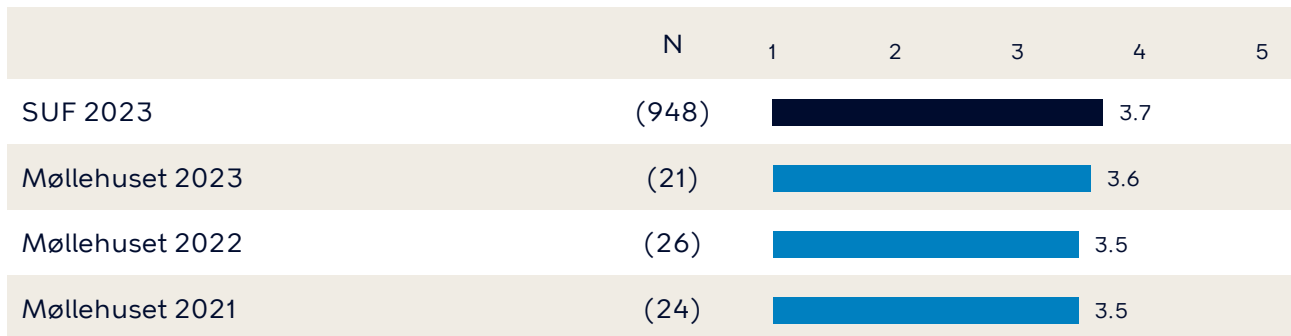 N 1 2 3 4 5
SUF 2023 (948) 3.7
Møllehuset 2023 (21) 3.6
Møllehuset 2022 (26) 3.5
Møllehuset 2021 (24) 3.5